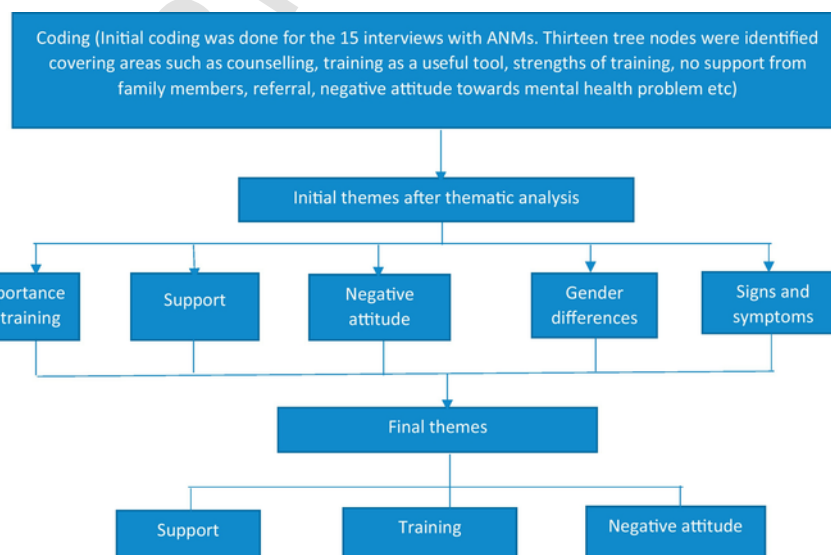 Coding (Initial coding was done for the 15 interviews with ANMs. Thirteen tree nodes were identified
covering areas such as counselling, training as a useful tool, strengths of training, no support from
family members, referral, negative attitude towards mental health problem etc)
Initial themes after thematic analysis
portance
training
Support
Negative
attitude
Gender
differences
Signs and
symptoms
Final themes
Support
Training
Negative attitude